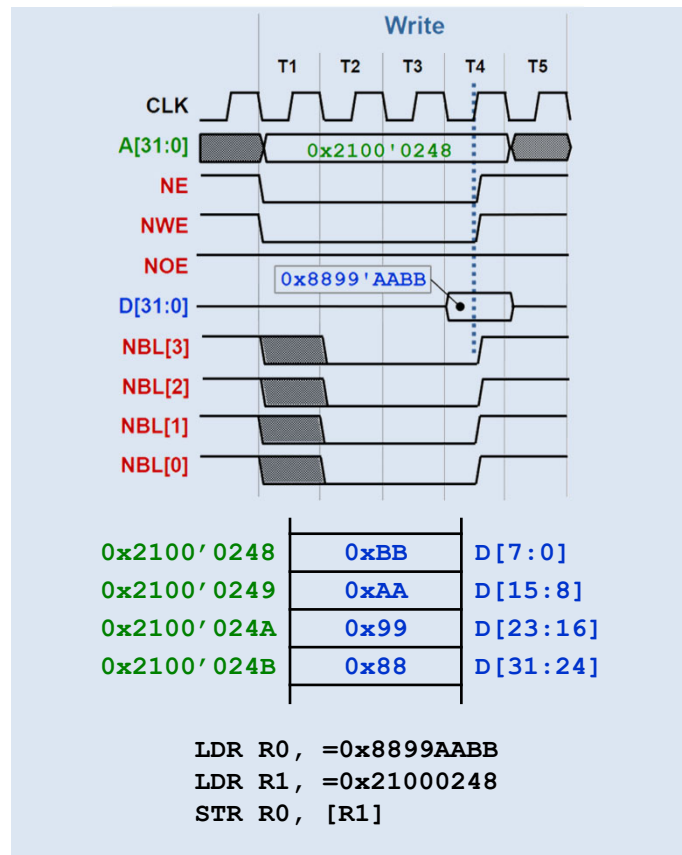 Write
T1 T2 T3 T4 T5
CLK
A[31:0] 0x2100'0248
NE
NWE
NOE
0x8899'AABB
D[31:0]
NBL[3]
NBL[2]
NBL[1]
NBL[0]
0x2100'0248 0xBB D[7:0]
0x2100'0249 0xAA D[15:8]
0x2100'024A 0x99 D[23:16]
0x2100'024B 0x88 D[31:24]
LDR R0, =0x8899AABB
LDR R1, =0x21000248
STR R0, [R1]